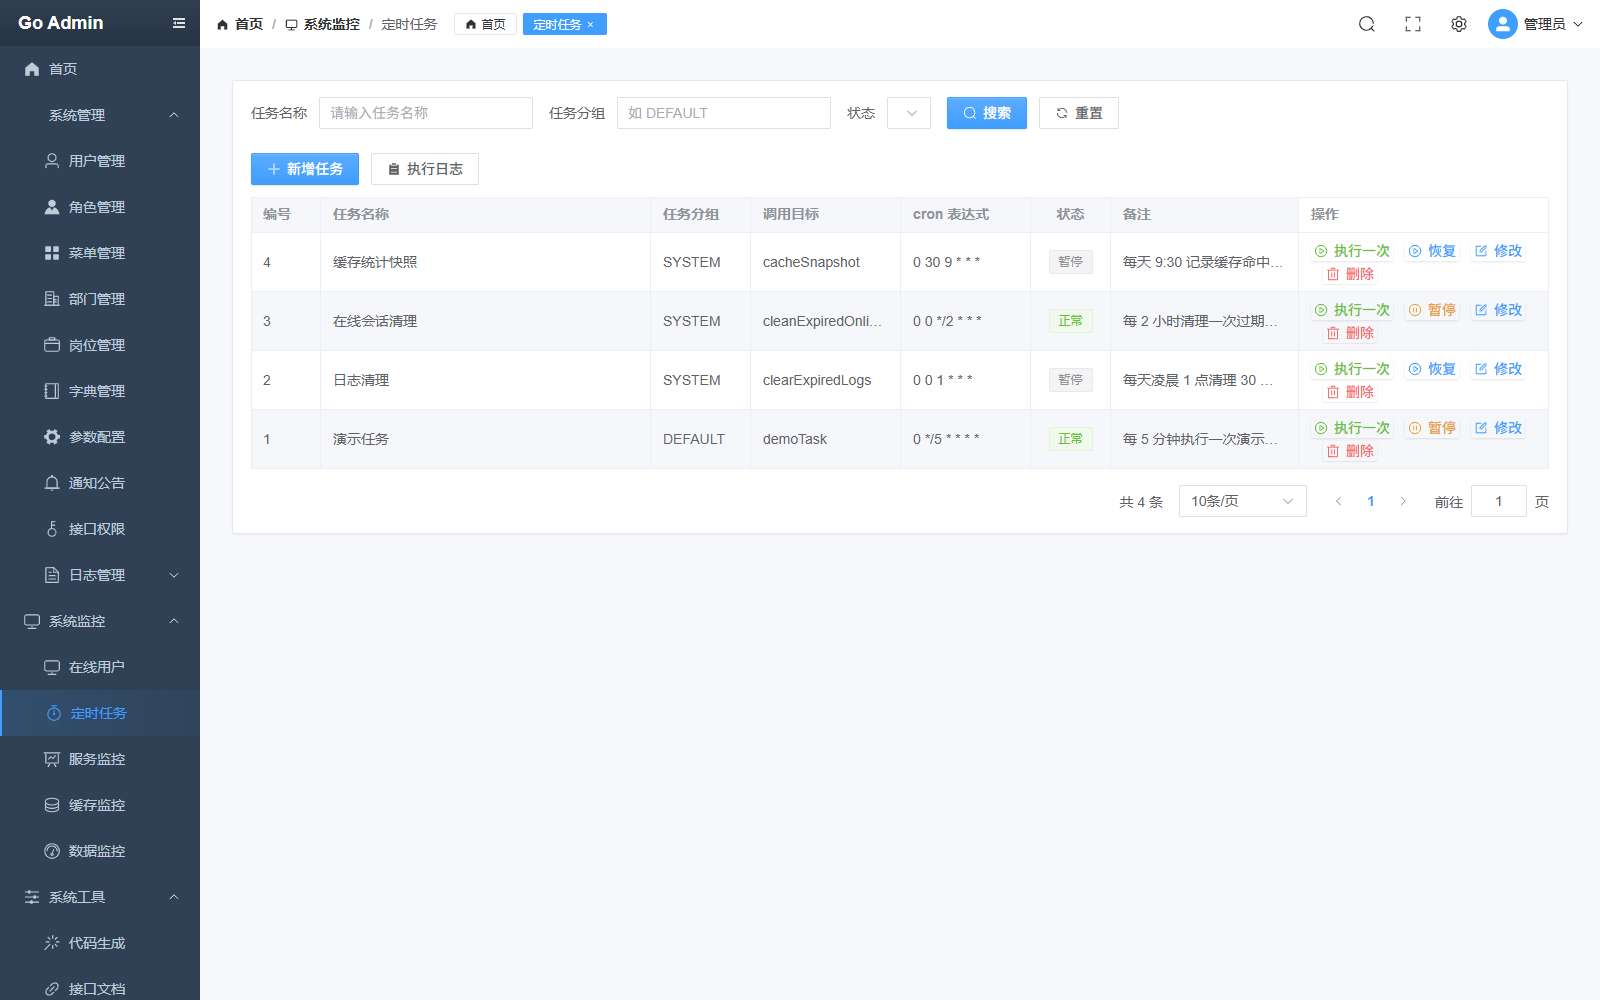 Go Admin
首页
系统管理
用户管理
角色管理
菜单管理
部门管理
岗位管理
字典管理
参数配置
通知公告
接口权限
日志管理
系统监控
在线用户
定时任务
服务监控
缓存监控
数据监控
系统工具
代码生成
接口文档
首页 / 系统监控 / 定时任务 首页 定时任务 ×
管理员
任务名称 请输入任务名称 任务分组 如 DEFAULT 状态 搜索 重置
新增任务 执行日志
编号 任务名称 任务分组 调用目标 cron 表达式 状态 备注 操作
4 缓存统计快照 SYSTEM cacheSnapshot 0 30 9 * * * 暂停 每天 9:30 记录缓存命中... 执行一次 恢复 修改
删除
3 在线会话清理 SYSTEM cleanExpiredOnli... 0 0 */2 * * * 正常 每 2 小时清理一次过期... 执行一次 暂停 修改
删除
2 日志清理 SYSTEM clearExpiredLogs 0 0 1 * * * 暂停 每天凌晨 1 点清理 30 ... 执行一次 恢复 修改
删除
1 演示任务 DEFAULT demoTask 0 */5 * * * * 正常 每 5 分钟执行一次演示... 执行一次 暂停 修改
删除
共 4 条 10条/页 1 前往 1 页